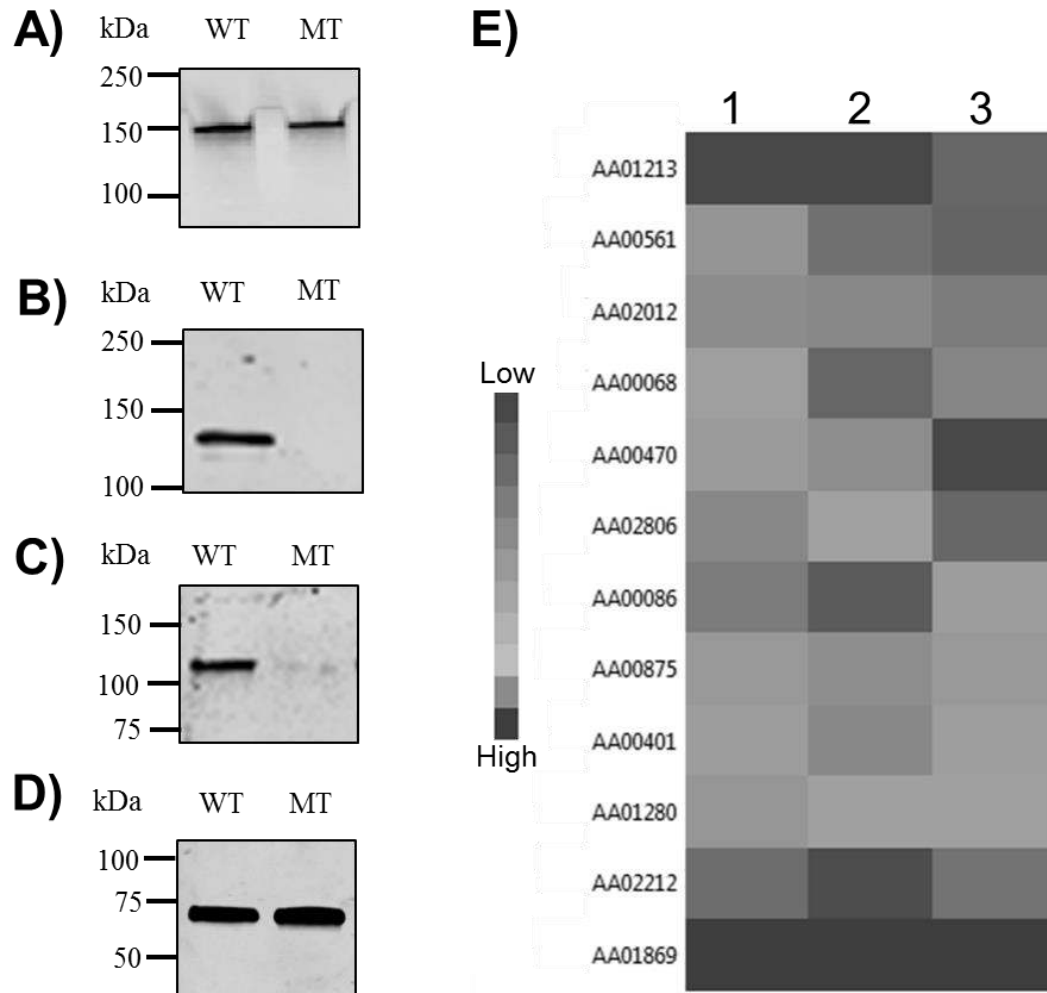 A)
kDa WT MT
250
150
100
B)
kDa WT MT
250
150
100
C)
kDa WT MT
150
100
75
D)
kDa WT MT
100
75
50
E)
1 2 3
Low
High
AA01213
AA00561
AA02012
AA00068
AA00470
AA02806
AA00086
AA00875
AA00401
AA01280
AA02212
AA01869